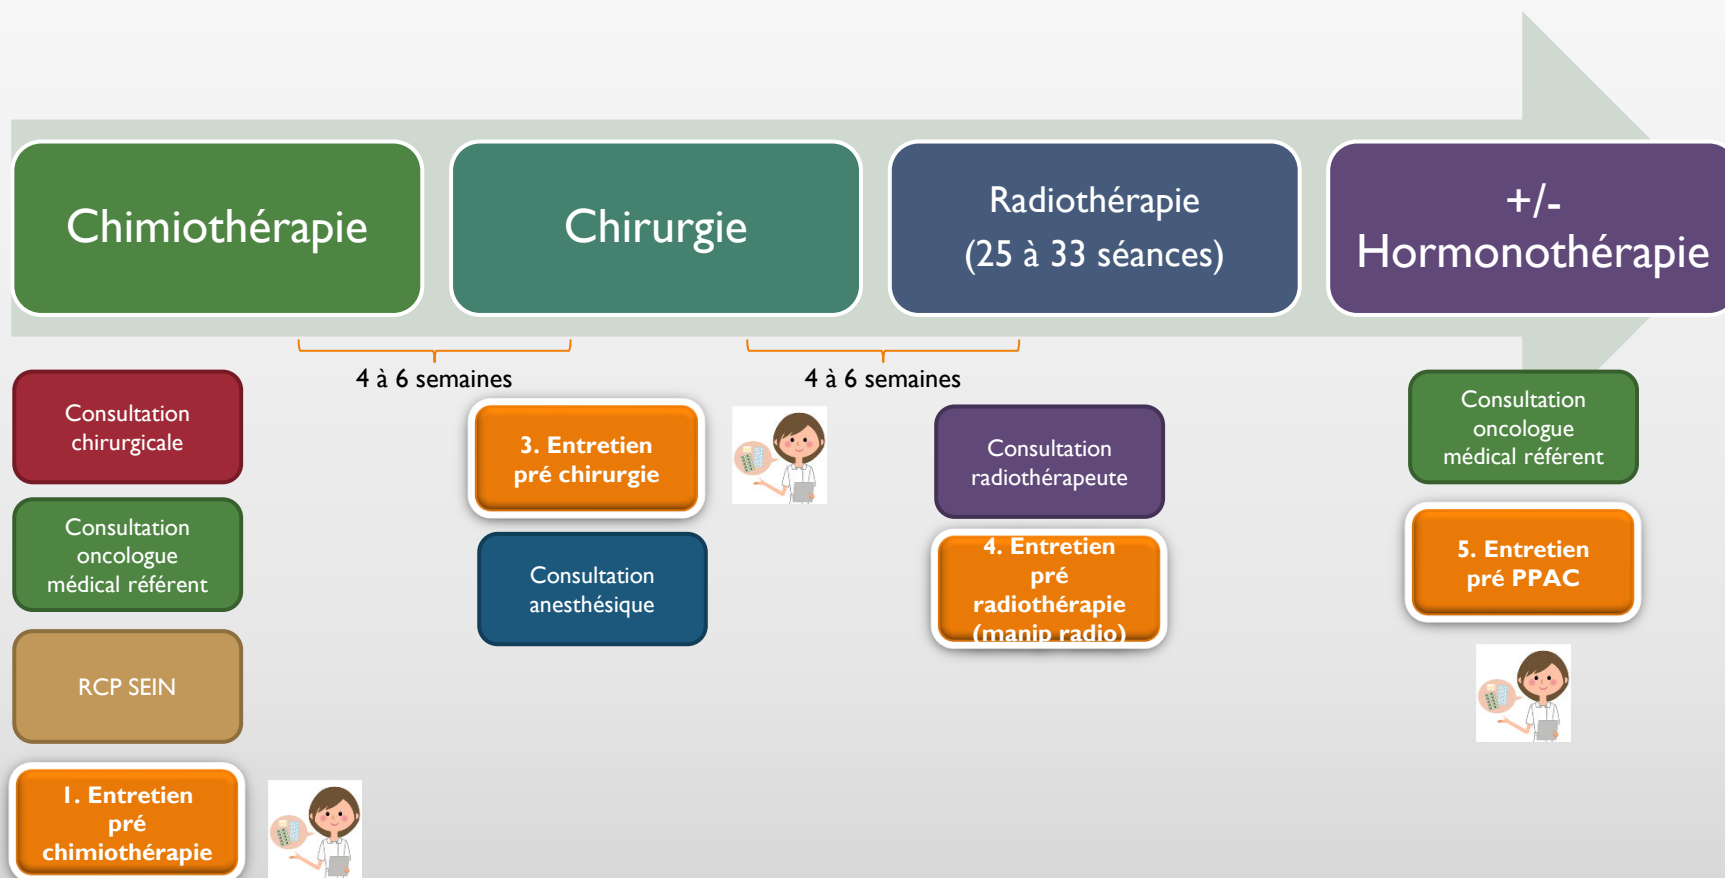 Chimiothérapie
Chirurgie
Radiothérapie
(25 à 33 séances)
+/-
Hormonothérapie
4 à 6 semaines
4 à 6 semaines
Consultation
chirurgicale
Consultation
oncologue
médical référent
RCP SEIN
1. Entretien
pré
chimiothérapie
3. Entretien
pré chirurgie
Consultation
anesthésique
Consultation
radiothérapeute
4. Entretien
pré
radiothérapie
(manip radio)
Consultation
oncologue
médical référent
5. Entretien
pré PPAC